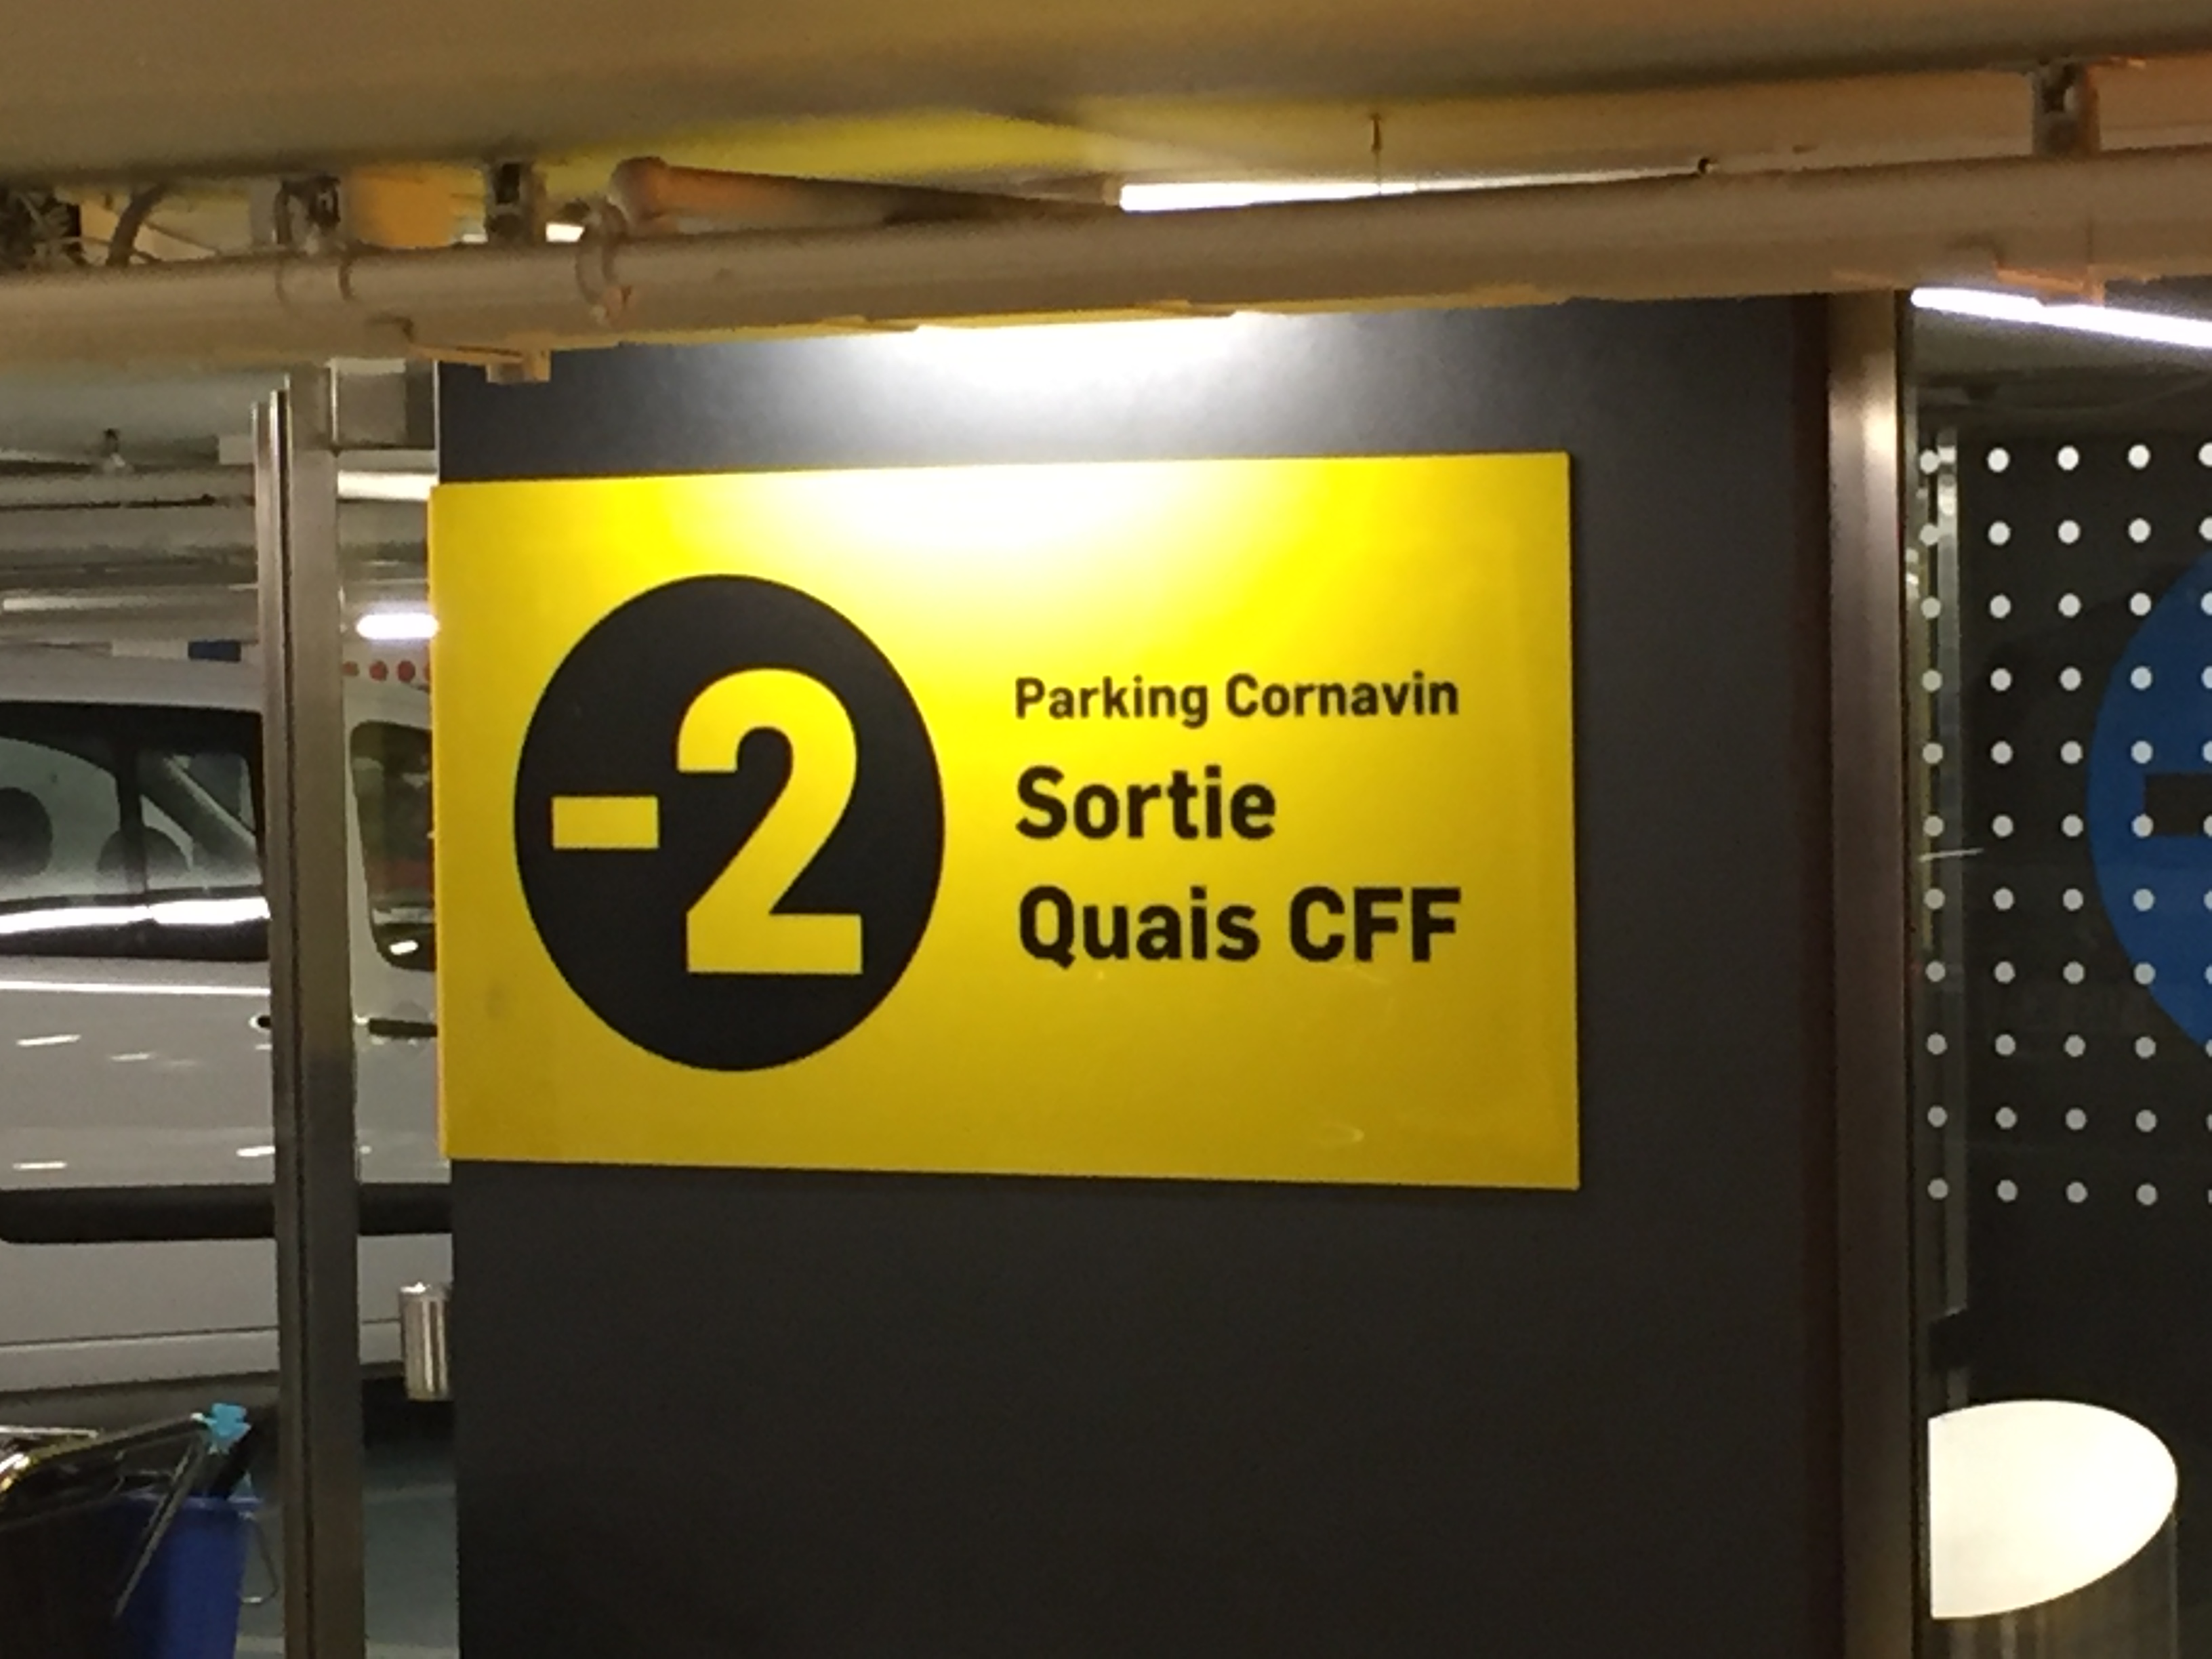 -2
Parking Cornavin
Sortie
Quais CFF